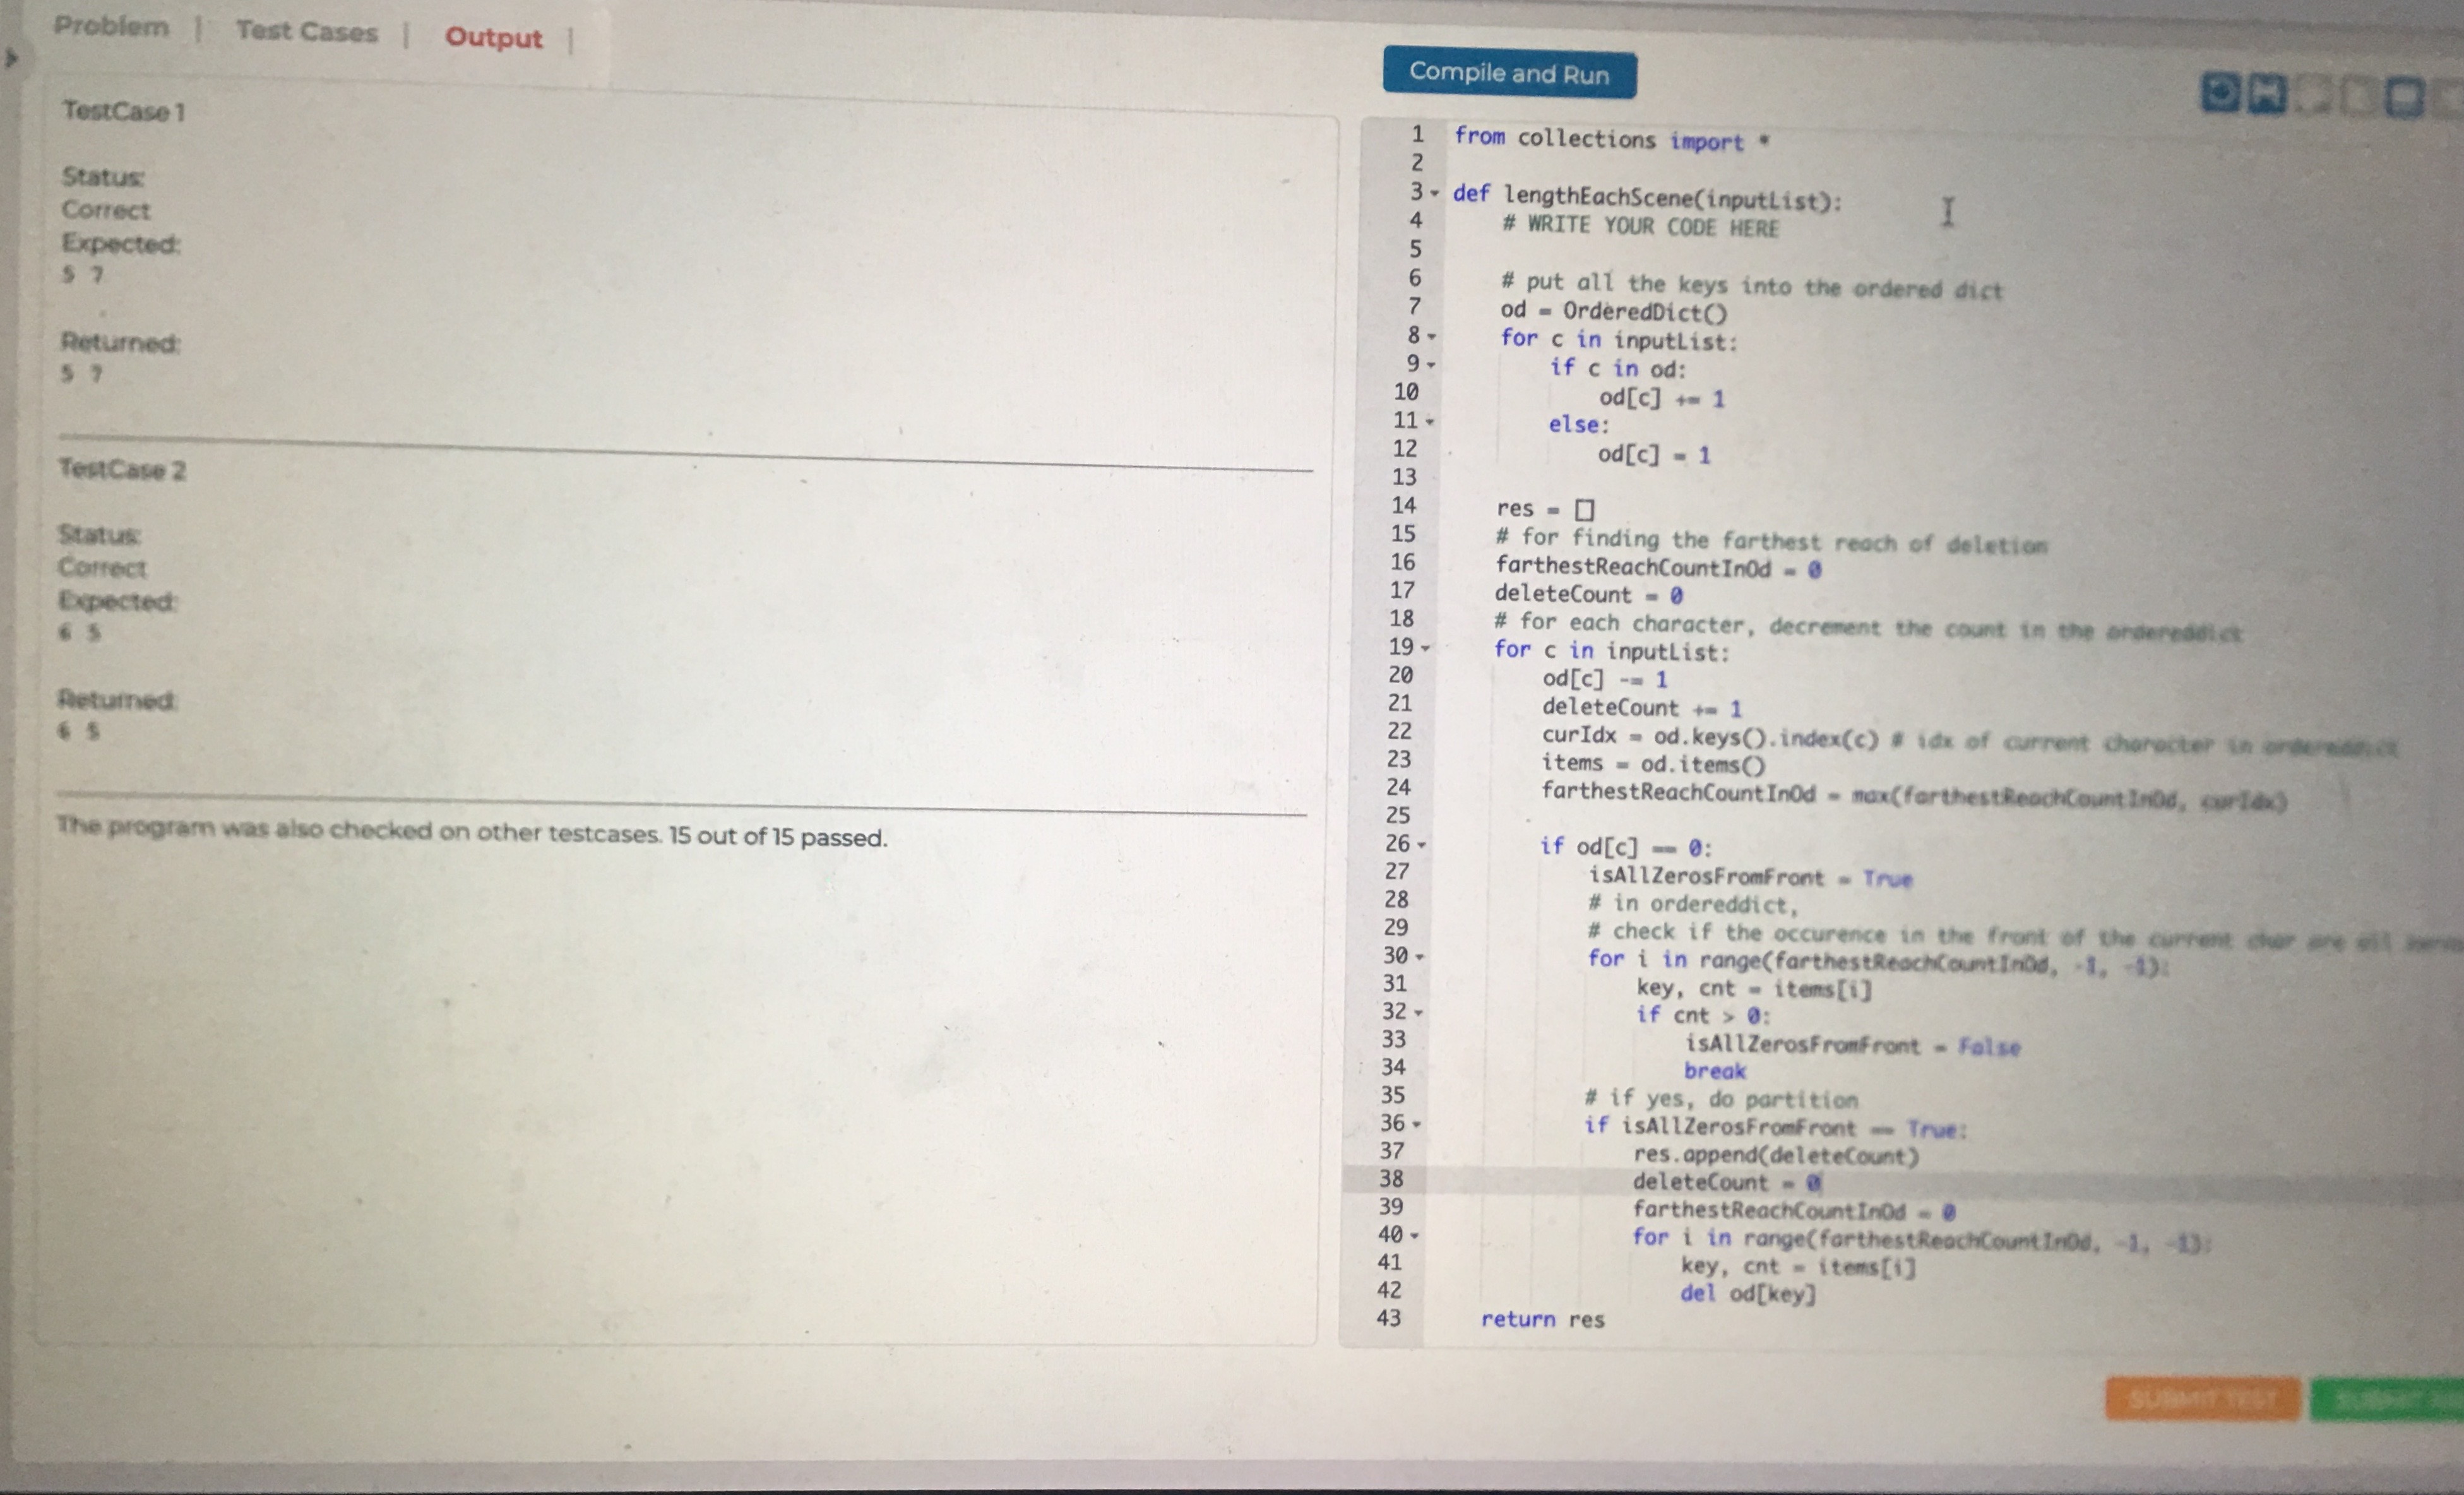 Problem | Test Cases | Output |
TestCase 1
Status:
Correct
Expected:
5 7
Returned:
5 7
TestCase 2
Status:
Correct
Expected:
6 5
Returned:
6 5
The program was also checked on other testcases. 15 out of 15 passed.
Compile and Run
1 from collections import *
2
3 def lengthEachScene(inputList):
4 # WRITE YOUR CODE HERE
5
6 # put all the keys into the ordered dict
7 od = OrderedDict()
8 for c in inputList:
9 if c in od:
10 od[c] += 1
11 else:
12 od[c] = 1
13
14 res = []
15 # for finding the farthest reach of deletion
16 farthestReachCountInOd = 0
17 deleteCount = 0
18 # for each character, decrement the count in the ordereddict
19 for c in inputList:
20 od[c] -= 1
21 deleteCount += 1
22 curIdx = od.keys().index(c) # idx of current character in ordereddict
23 items = od.items()
24 farthestReachCountInOd = max(farthestReachCountInOd, curIdx)
25
26 if od[c] == 0:
27 isAllZerosFromFront = True
28 # in ordereddict,
29 # check if the occurence in the front of the current char are all
30 for i in range(farthestReachCountInOd, -1, -1):
31 key, cnt = items[i]
32 if cnt > 0:
33 isAllZerosFromFront = False
34 break
35 # if yes, do partition
36 if isAllZerosFromFront == True:
37 res.append(deleteCount)
38 deleteCount = 0
39 farthestReachCountInOd = 0
40 for i in range(farthestReachCountInOd, -1, -1):
41 key, cnt = items[i]
42 del od[key]
43 return res
SUBMIT TEST
SUBMIT